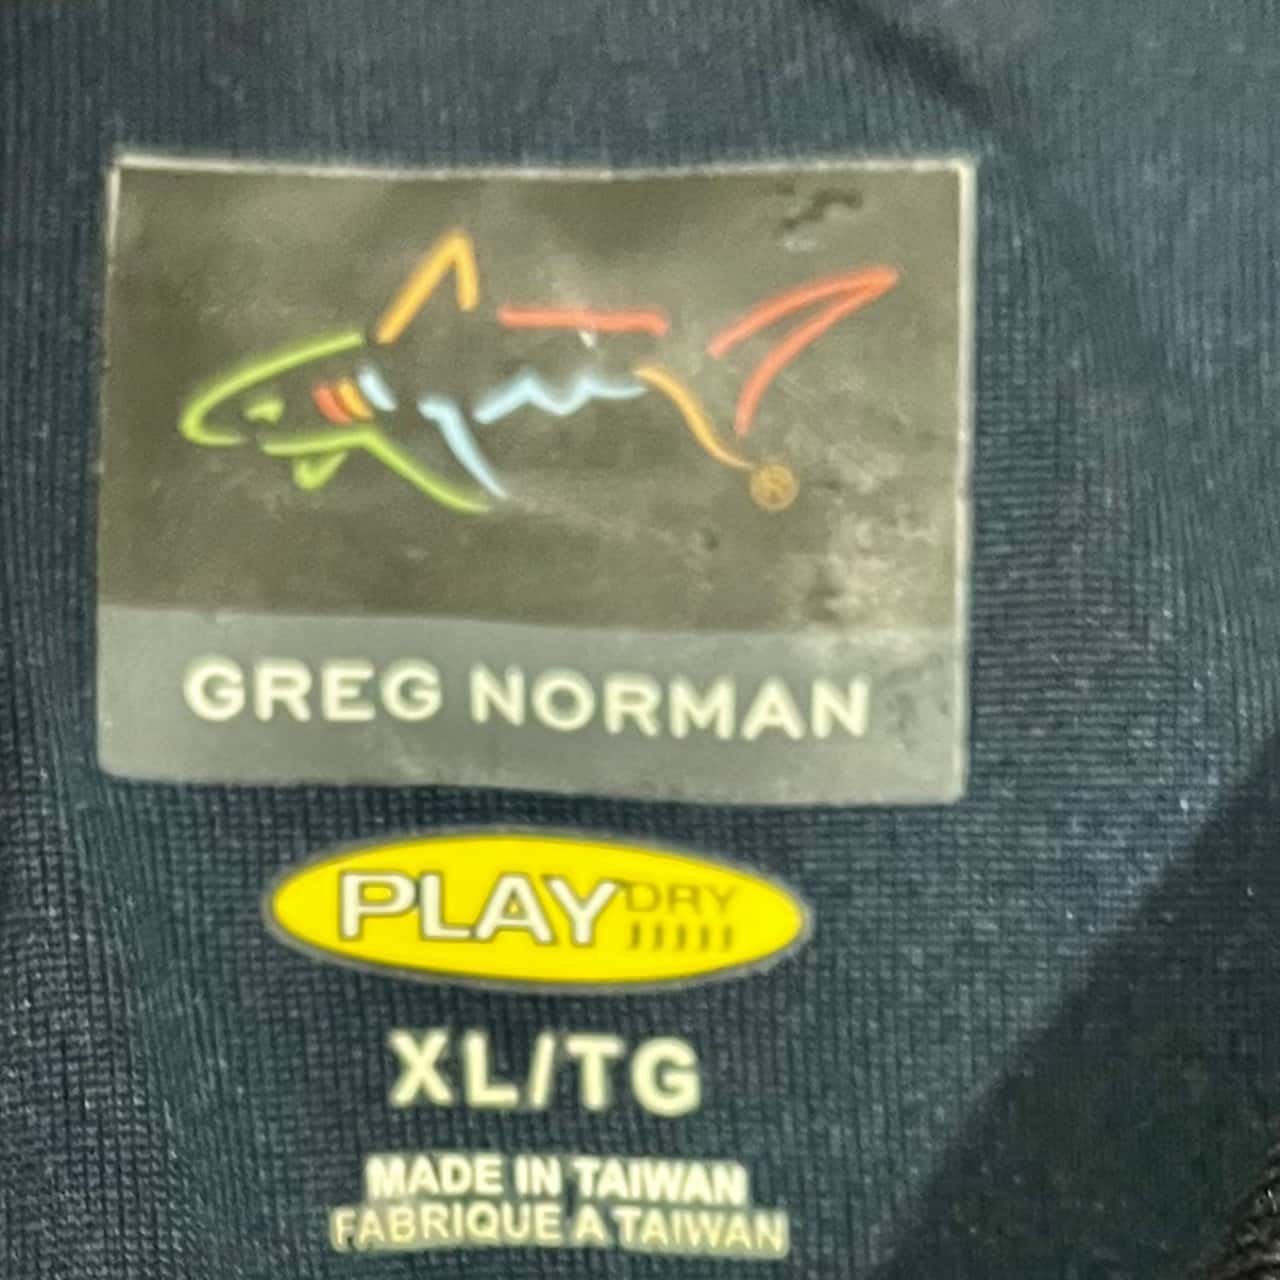 ®
GREG NORMAN
PLAY DRY
XL/TG
MADE IN TAIWAN
FABRIQUE A TAIWAN